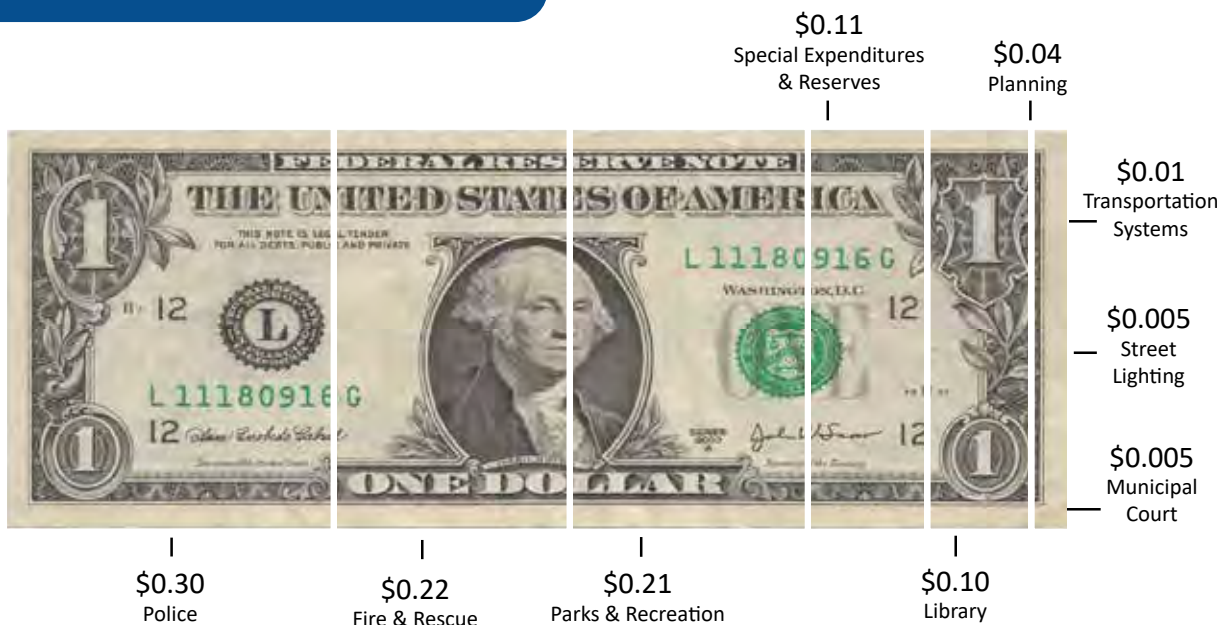 $0.11
Special Expenditures
& Reserves
$0.04
Planning
FEDERAL RESERVE NOTE
THE UNITED STATES OF AMERICA
THIS NOTE IS LEGAL TENDER
FOR ALL DEBTS, PUBLIC AND PRIVATE
L 11180916 G
WASHINGTON, D.C.
12
12
L
L 11180916 G
12
12
1
1
1
1
ONE DOLLAR
$0.01
Transportation
Systems
$0.005
Street
Lighting
$0.005
Municipal
Court
$0.30
Police
$0.22
Fire & Rescue
$0.21
Parks & Recreation
$0.10
Library